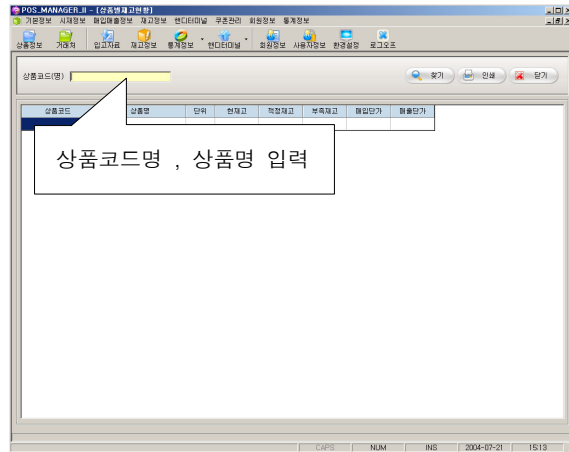 POS_MANAGER_II - [상품별재고현황]
기본정보 시재정보 매입매출정보 재고정보 핸디터미널 쿠폰관리 회원정보 통계정보
상품정보 거래처 입고자료 재고정보 통계정보 핸디터미널 회원정보 사용자정보 환경설정 로그오프
상품코드(명) 찾기 인쇄 닫기
상품코드 상품명 단위 현재고 적정재고 부족재고 매입단가 매출단가
상품코드명 , 상품명 입력
CAPS NUM INS 2004-07-21 15:13